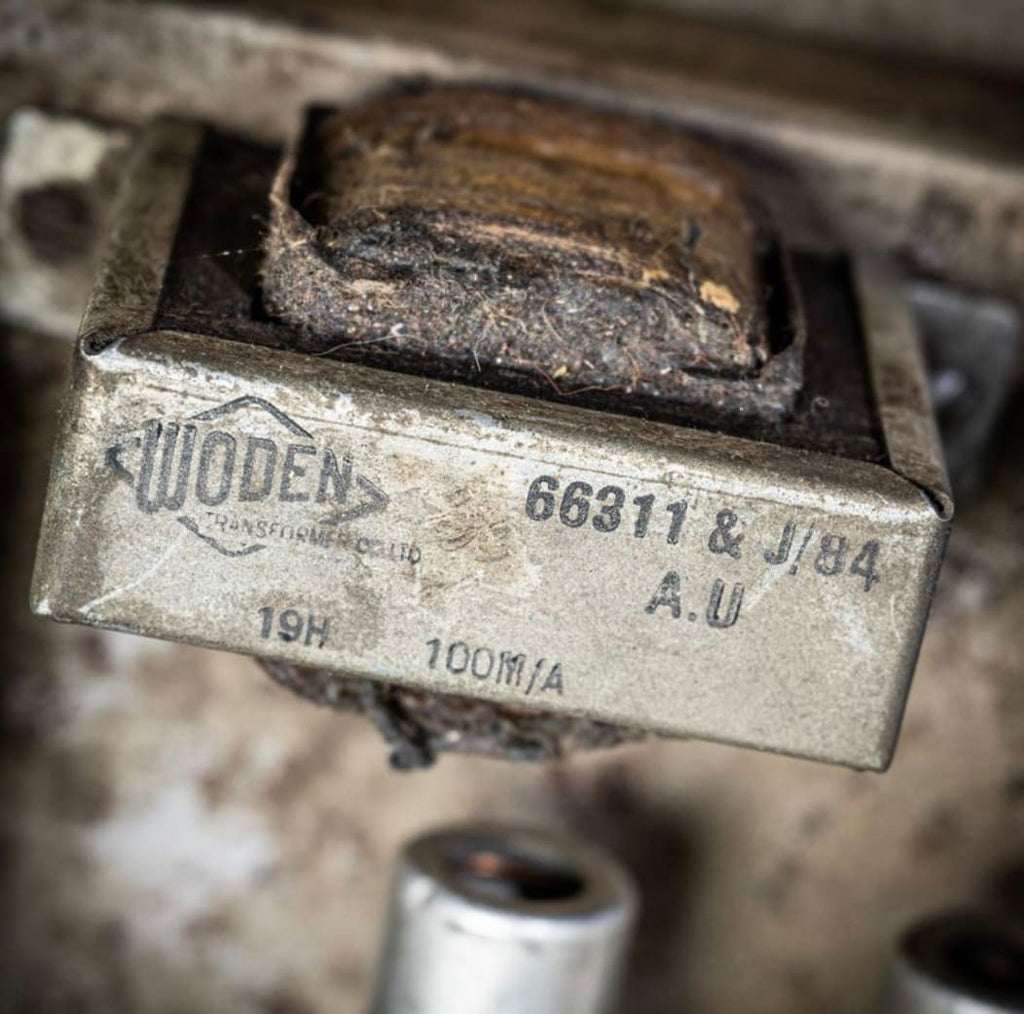 WODEN
TRANSFORMER CO LTD
66311 & J/84
A.U
19H
100M/A